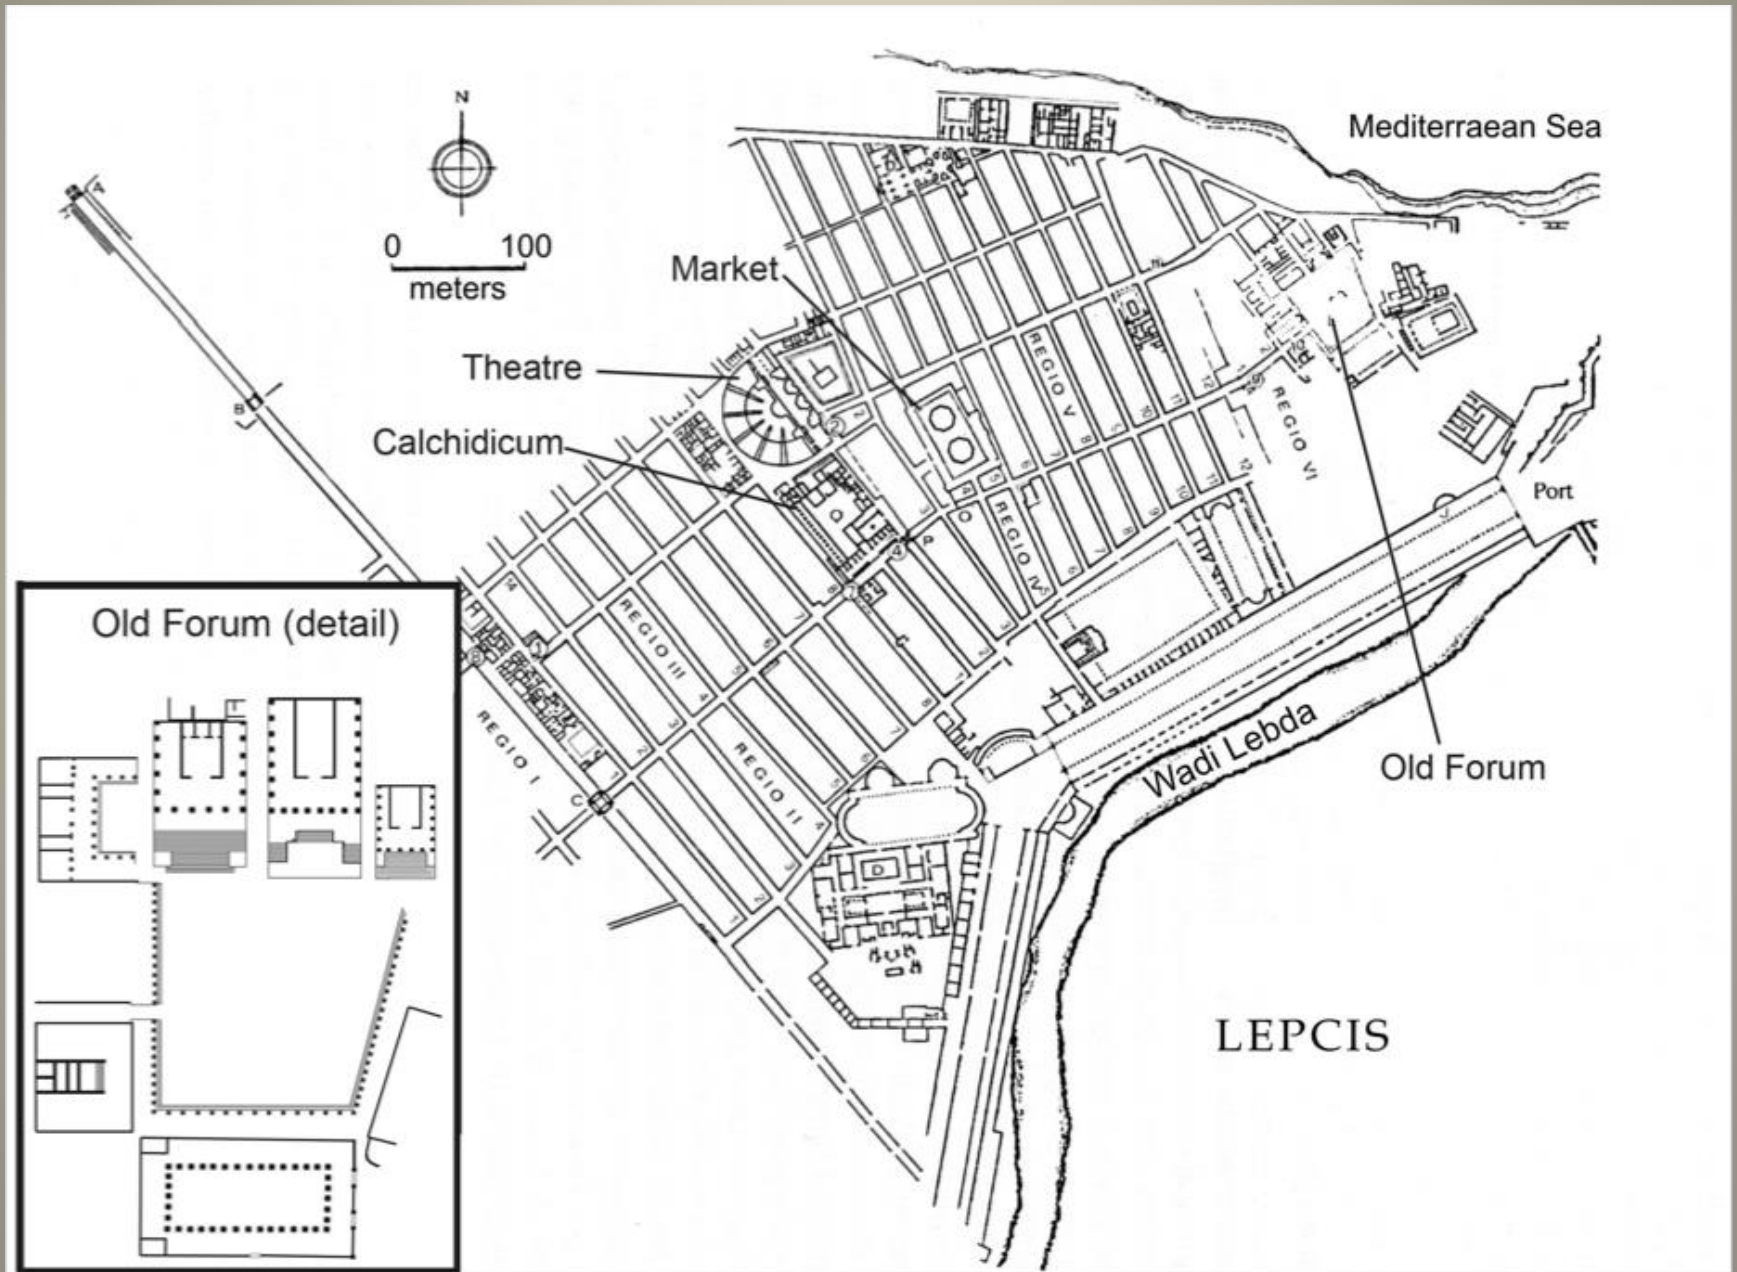 Mediterraean Sea
N
0 100
meters
A
Market
Theatre
B
Calchidicum
REGIO V
REGIO VI
Port
REGIO IV
REGIO III
REGIO II
REGIO I
C
Wadi Lebda
Old Forum
LEPCIS
Old Forum (detail)